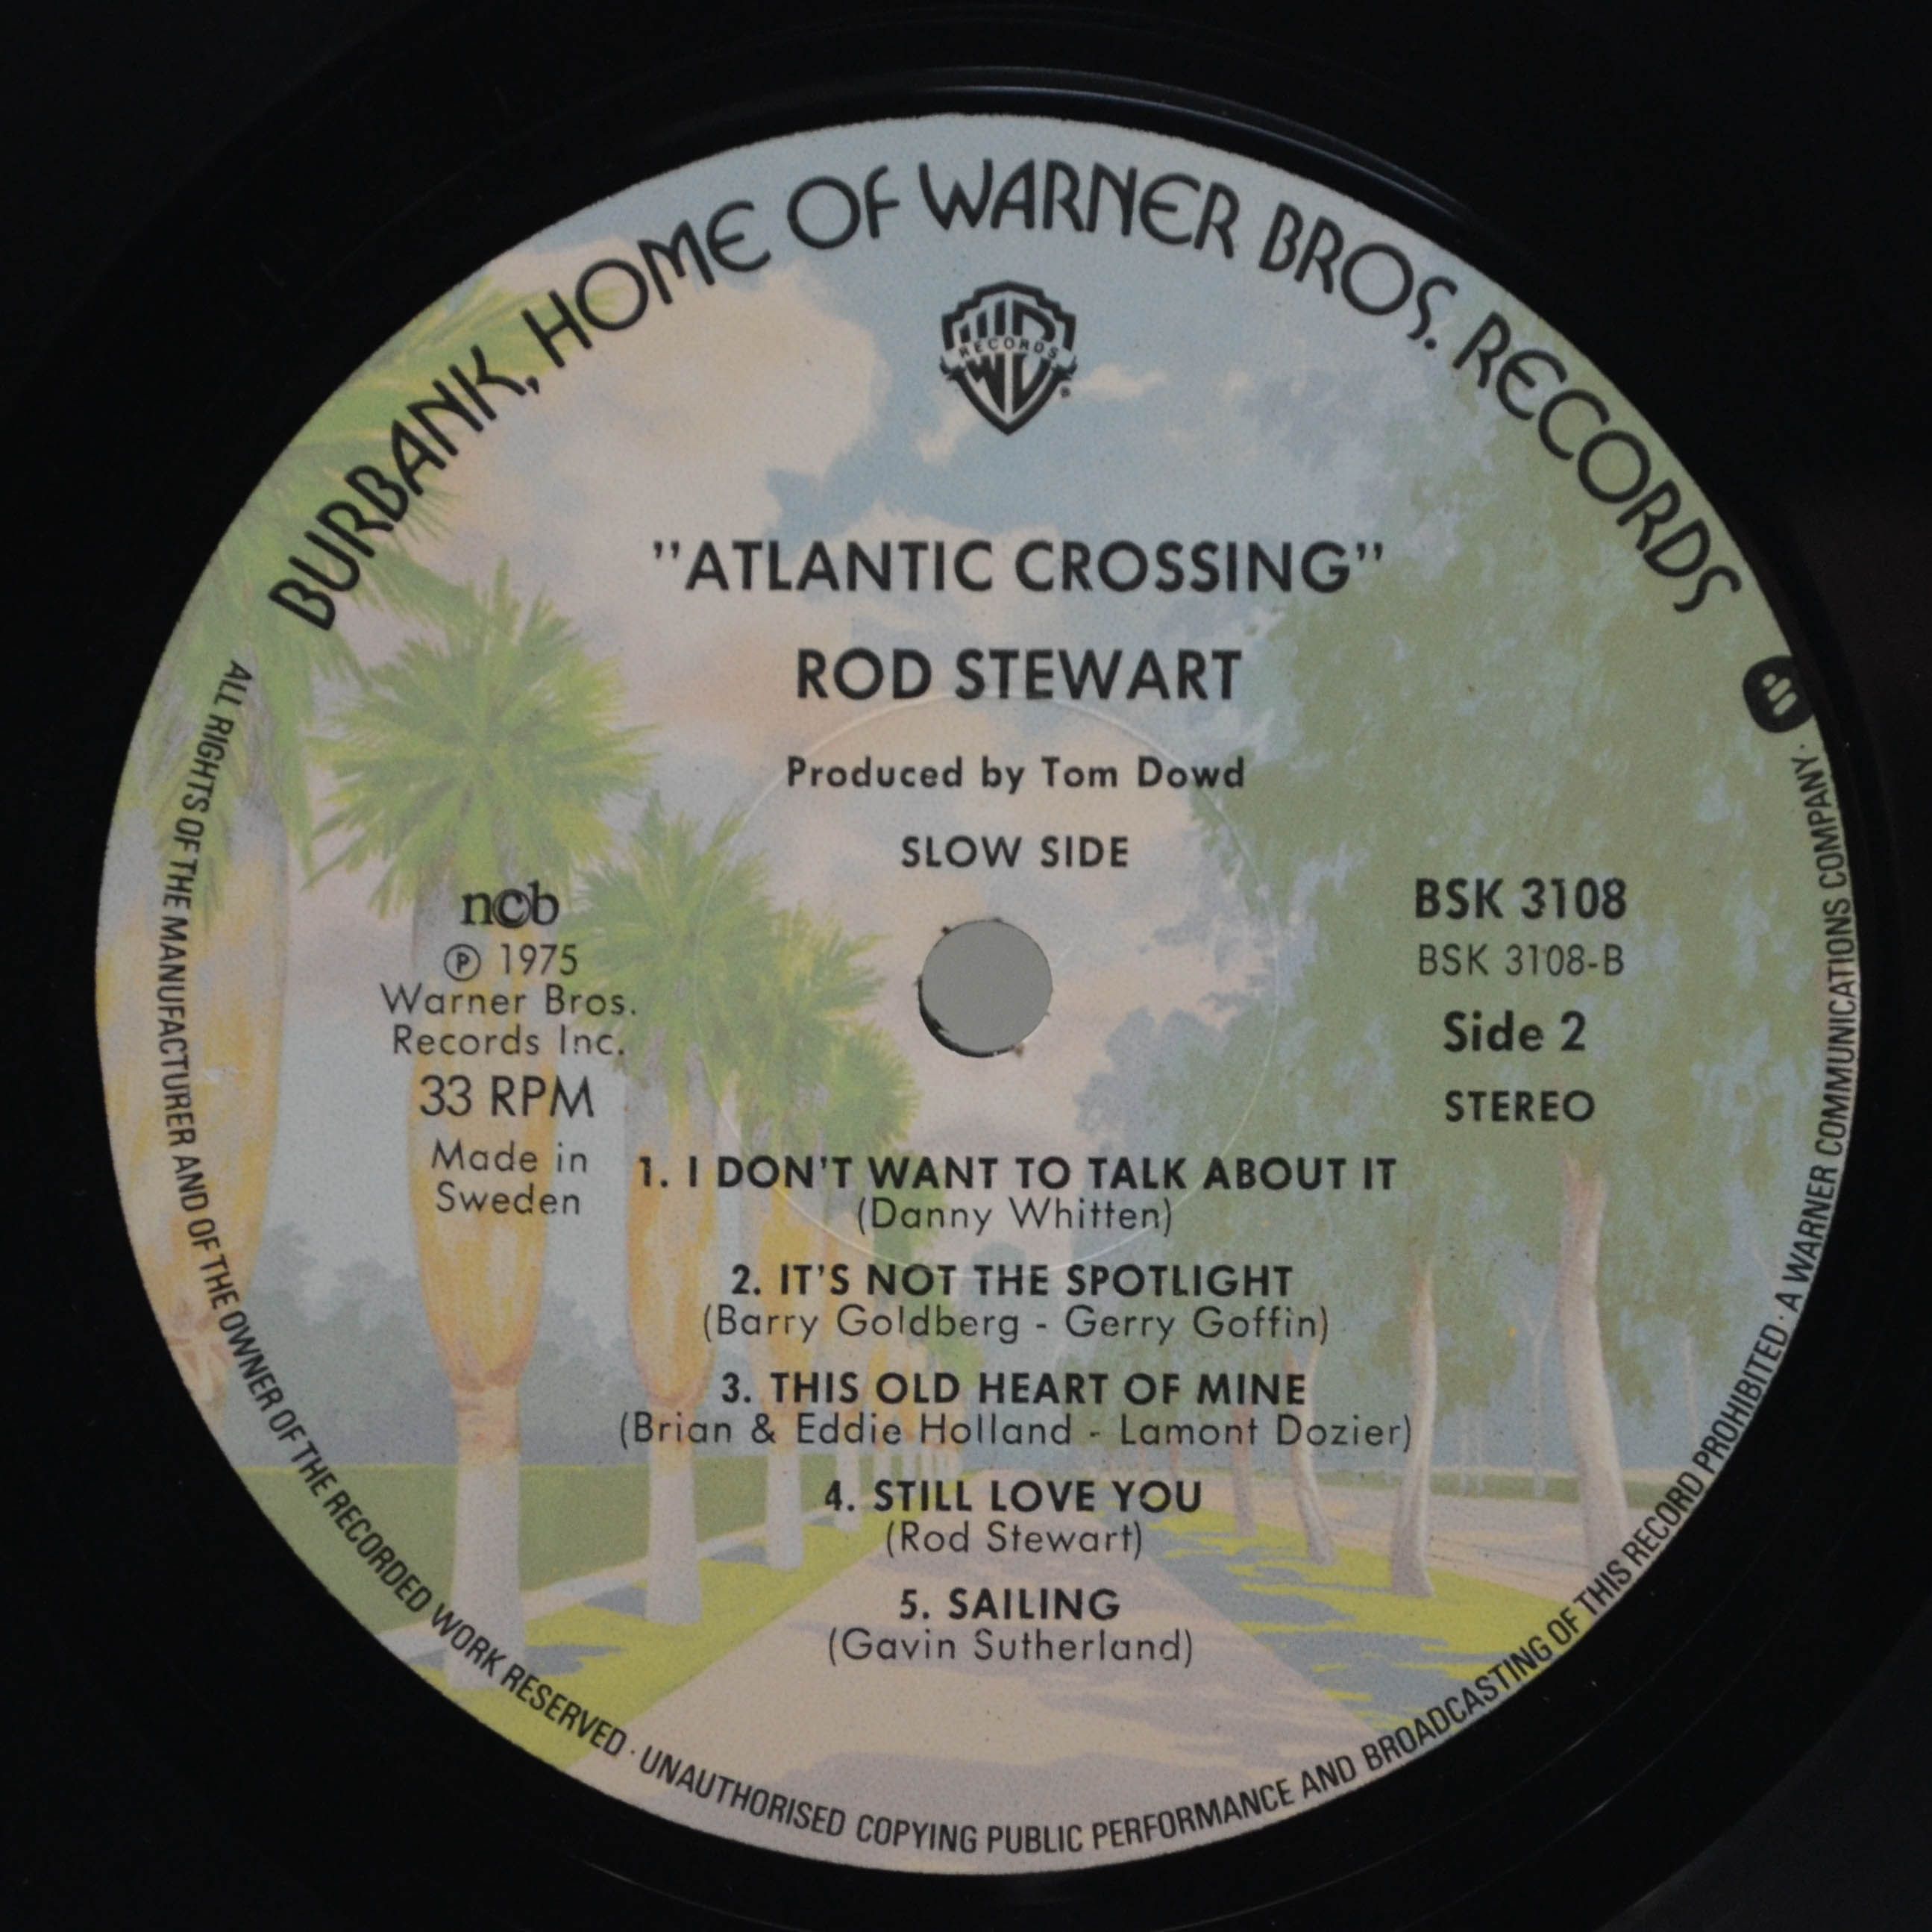 BURBANK, HOME OF WARNER BROS. RECORDS
RECORDS
"ATLANTIC CROSSING"
ROD STEWART
Produced by Tom Dowd
SLOW SIDE
ncb
℗ 1975
Warner Bros.
Records Inc.
33 RPM
Made in
Sweden
BSK 3108
BSK 3108-B
Side 2
STEREO
1. I DON'T WANT TO TALK ABOUT IT
(Danny Whitten)
2. IT'S NOT THE SPOTLIGHT
(Barry Goldberg - Gerry Goffin)
3. THIS OLD HEART OF MINE
(Brian & Eddie Holland - Lamont Dozier)
4. STILL LOVE YOU
(Rod Stewart)
5. SAILING
(Gavin Sutherland)
ALL RIGHTS OF THE MANUFACTURER AND OF THE OWNER OF THE RECORDED WORK RESERVED · UNAUTHORISED COPYING PUBLIC PERFORMANCE AND BROADCASTING OF THIS RECORD PROHIBITED · A WARNER COMMUNICATIONS COMPANY ·